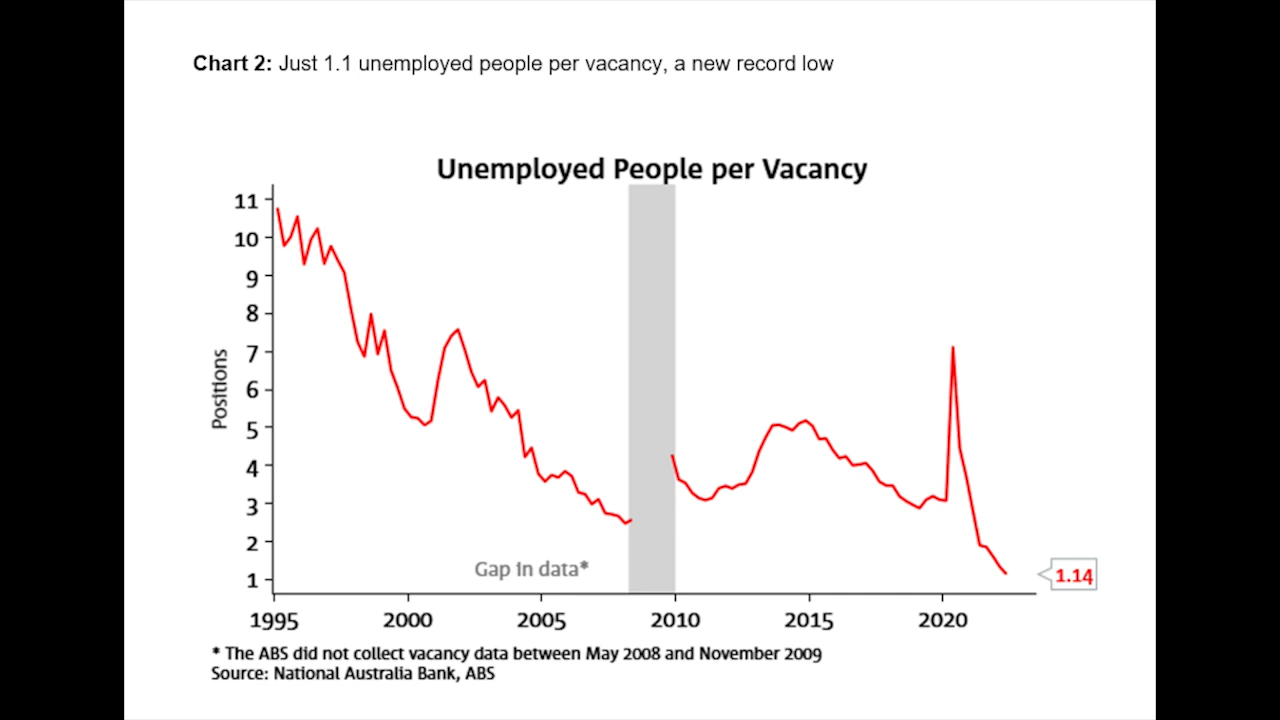 Chart 2: Just 1.1 unemployed people per vacancy, a new record low
Unemployed People per Vacancy
11
10
9
8
7
6
5
4
3
2
1
Positions
Gap in data*
1.14
1995 2000 2005 2010 2015 2020
* The ABS did not collect vacancy data between May 2008 and November 2009
Source: National Australia Bank, ABS